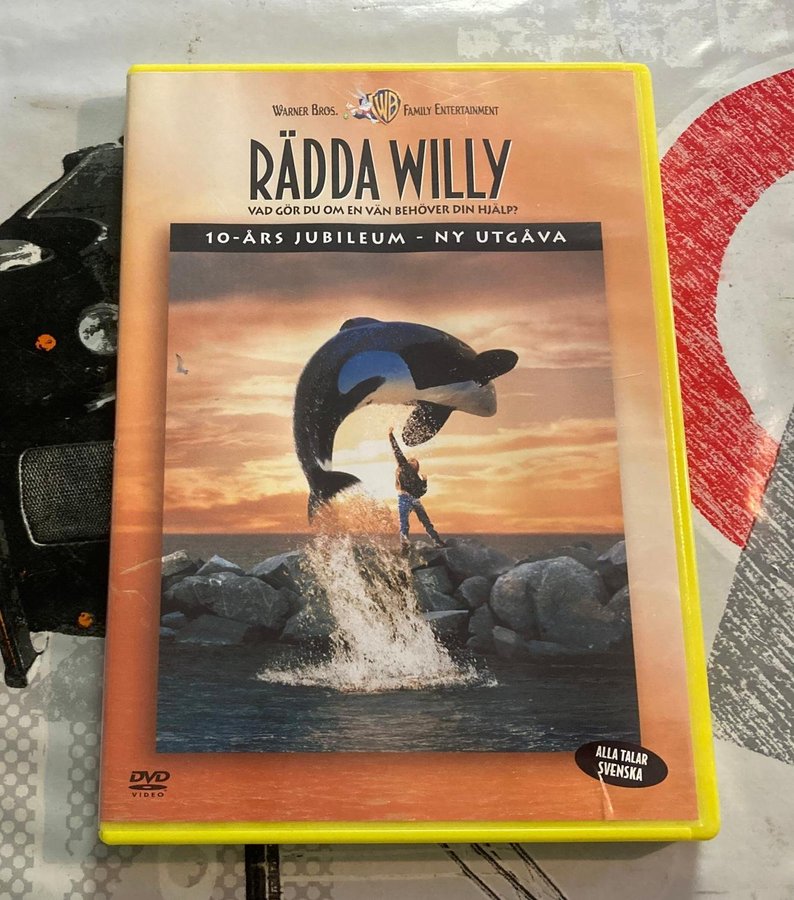 WARNER BROS. WB FAMILY ENTERTAINMENT
RÄDDA WILLY
VAD GÖR DU OM EN VÄN BEHÖVER DIN HJÄLP?
10-ÅRS JUBILEUM - NY UTGÅVA
ALLA TALAR
SVENSKA
DVD
VIDEO